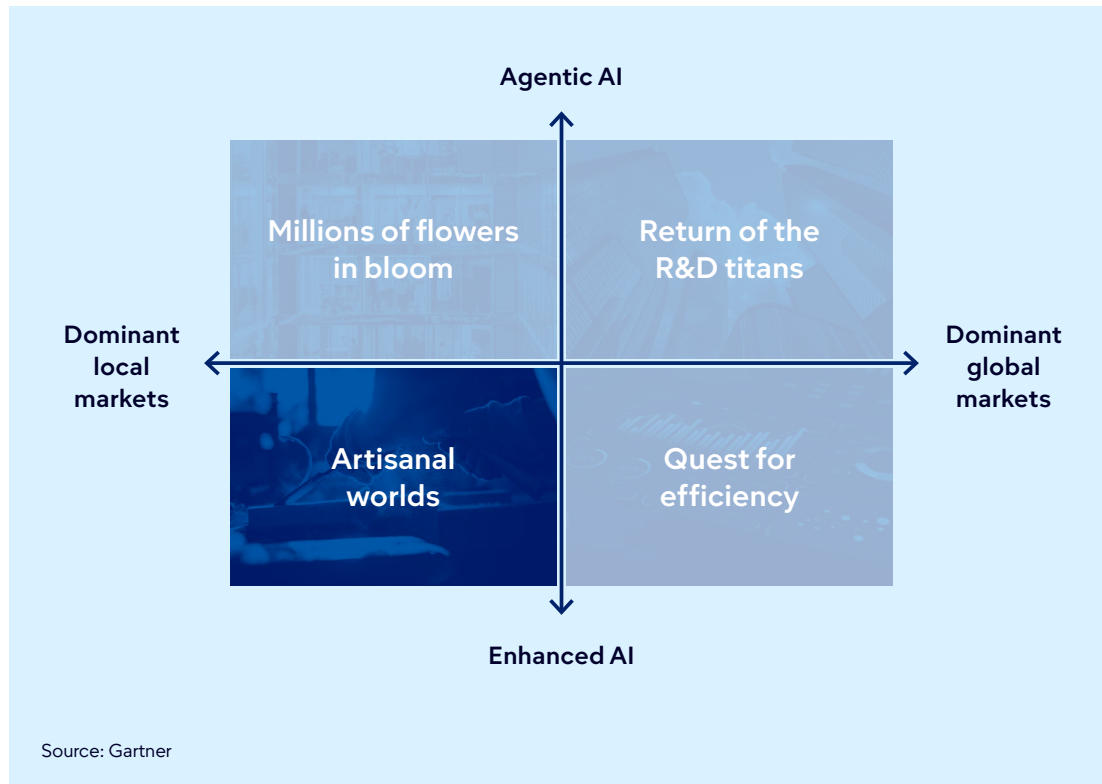 Agentic AI
Millions of flowers
in bloom
Return of the
R&D titans
Dominant
local
markets
Dominant
global
markets
Artisanal
worlds
Quest for
efficiency
Enhanced AI
Source: Gartner